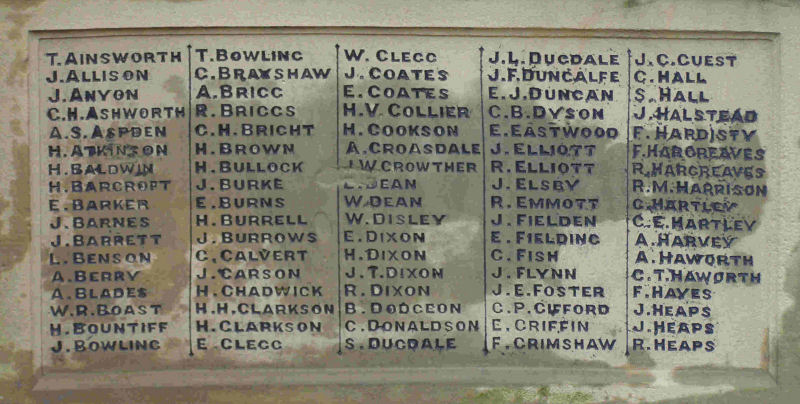 T. AINSWORTH
J. ALLISON
J. ANYON
C.H. ASHWORTH
A.S. ASPDEN
H. ATKINSON
H. BALDWIN
H. BARCROFT
E. BARKER
J. BARNES
J. BARRETT
L. BENSON
A. BERRY
A. BLADES
W.R. BOAST
H. BOUNTIFF
J. BOWLING
T. BOWLING
C. BRAYSHAW
A. BRIGG
R. BRIGGS
G.H. BRIGHT
H. BROWN
H. BULLOCK
J. BURKE
E. BURNS
H. BURRELL
J. BURROWS
C. CALVERT
J. CARSON
H. CHADWICK
H.H. CLARKSON
H. CLARKSON
E. CLEGG
W. CLEGG
J. COATES
E. COATES
H.V. COLLIER
H. COOKSON
A. CROASDALE
J.W. CROWTHER
DEAN
W. DEAN
W. DISLEY
E. DIXON
H. DIXON
J.T. DIXON
R. DIXON
B. DODGEON
C. DONALDSON
S. DUGDALE
J.L. DUGDALE
J.F. DUNCALFE
E.J. DUNCAN
C.B. DYSON
E. EASTWOOD
J. ELLIOTT
R. ELLIOTT
J. ELSBY
R. EMMOTT
J. FIELDEN
E. FIELDING
C. FISH
J. FLYNN
J.E. FOSTER
C.P. GIFFORD
E. GRIFFIN
F. GRIMSHAW
J.C. GUEST
C. HALL
S. HALL
J. HALSTEAD
F. HARDISTY
F. HARGREAVES
R. HARGREAVES
R.M. HARRISON
G. HARTLEY
C.E. HARTLEY
A. HARVEY
A. HAWORTH
C.T. HAWORTH
F. HAYES
J. HEAPS
J. HEAPS
R. HEAPS